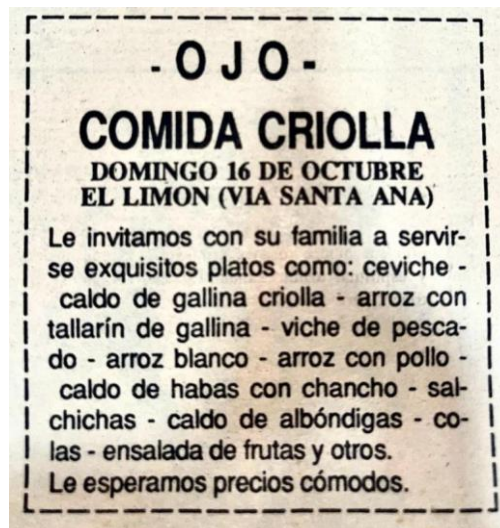 - OJO -
COMIDA CRIOLLA
DOMINGO 16 DE OCTUBRE
EL LIMON (VIA SANTA ANA)
Le invitamos con su familia a servir-
se exquisitos platos como: ceviche -
caldo de gallina criolla - arroz con
tallarín de gallina - viche de pesca-
do - arroz blanco - arroz con pollo -
caldo de habas con chancho - sal-
chichas - caldo de albóndigas - co-
las - ensalada de frutas y otros.
Le esperamos precios cómodos.